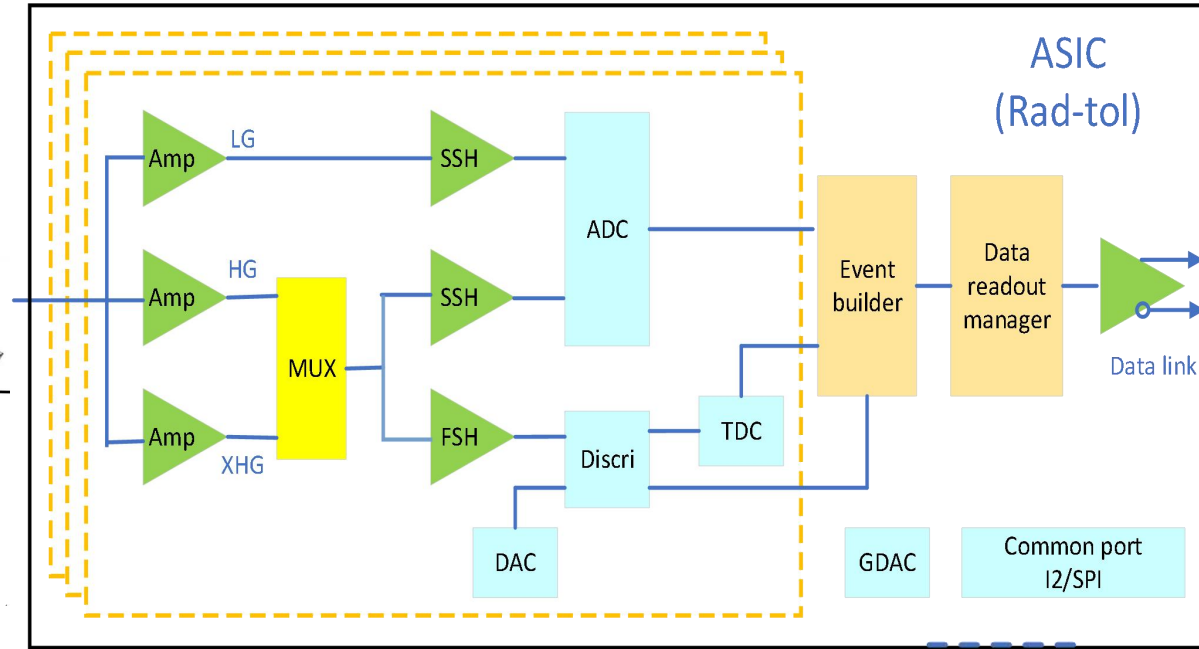 ASIC
(Rad-tol)
Amp
LG
SSH
ADC
Amp
HG
SSH
MUX
Amp
XHG
FSH
Discri
TDC
DAC
Event
builder
Data
readout
manager
Data link
GDAC
Common port
I2/SPI